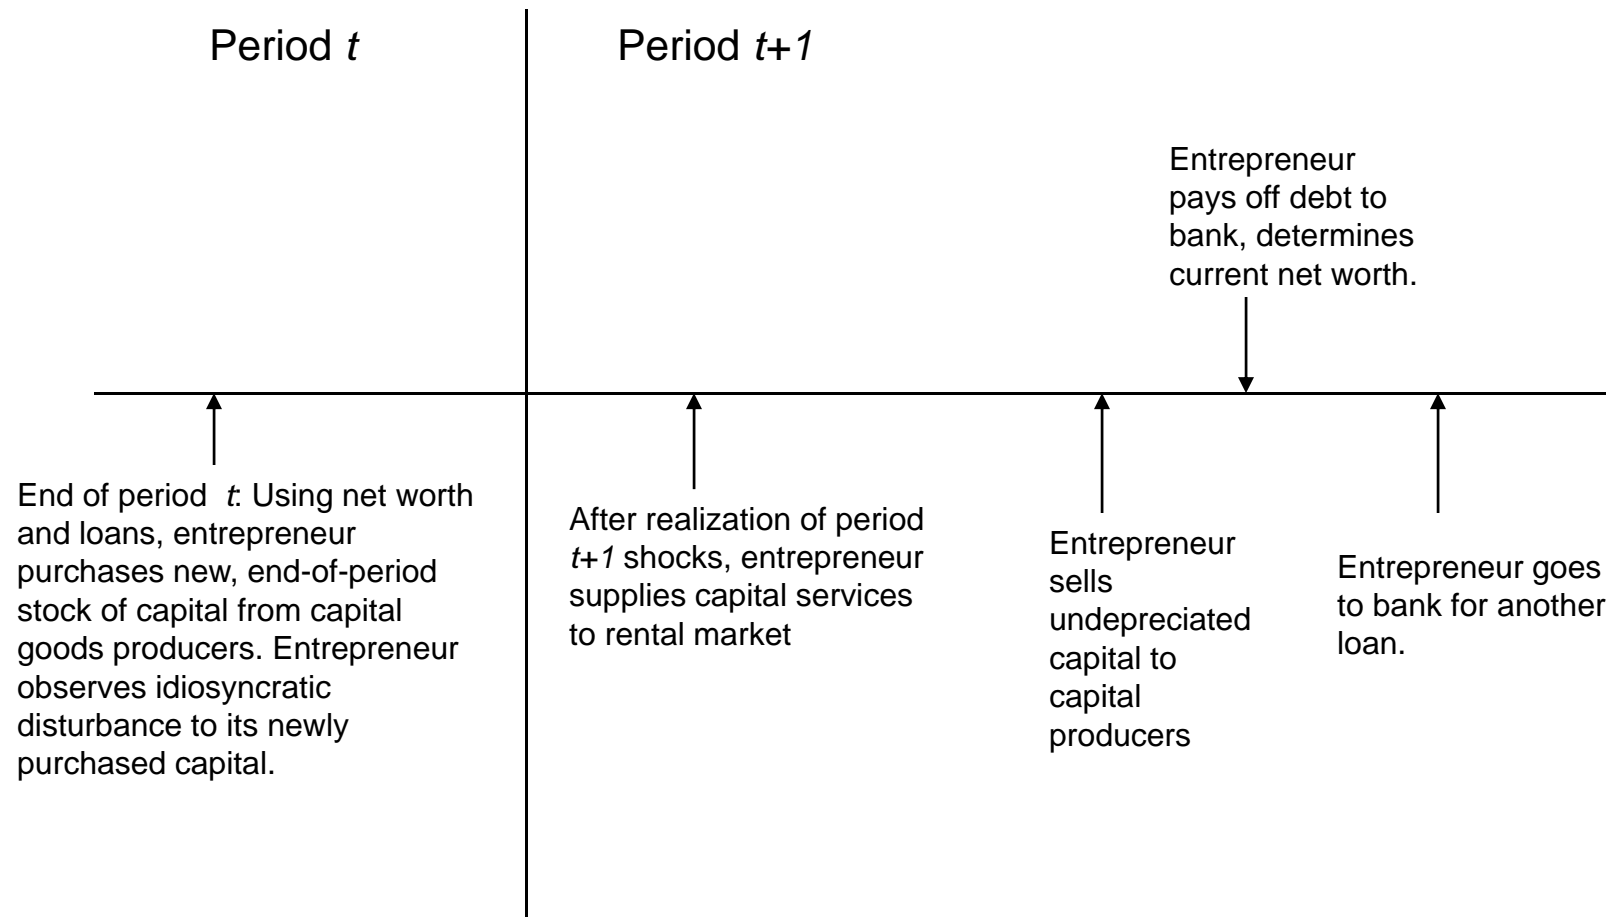 Period t
Period t+1
Entrepreneur
pays off debt to
bank, determines
current net worth.
End of period t: Using net worth
and loans, entrepreneur
purchases new, end-of-period
stock of capital from capital
goods producers. Entrepreneur
observes idiosyncratic
disturbance to its newly
purchased capital.
After realization of period
t+1 shocks, entrepreneur
supplies capital services
to rental market
Entrepreneur
sells
undepreciated
capital to
capital
producers
Entrepreneur goes
to bank for another
loan.